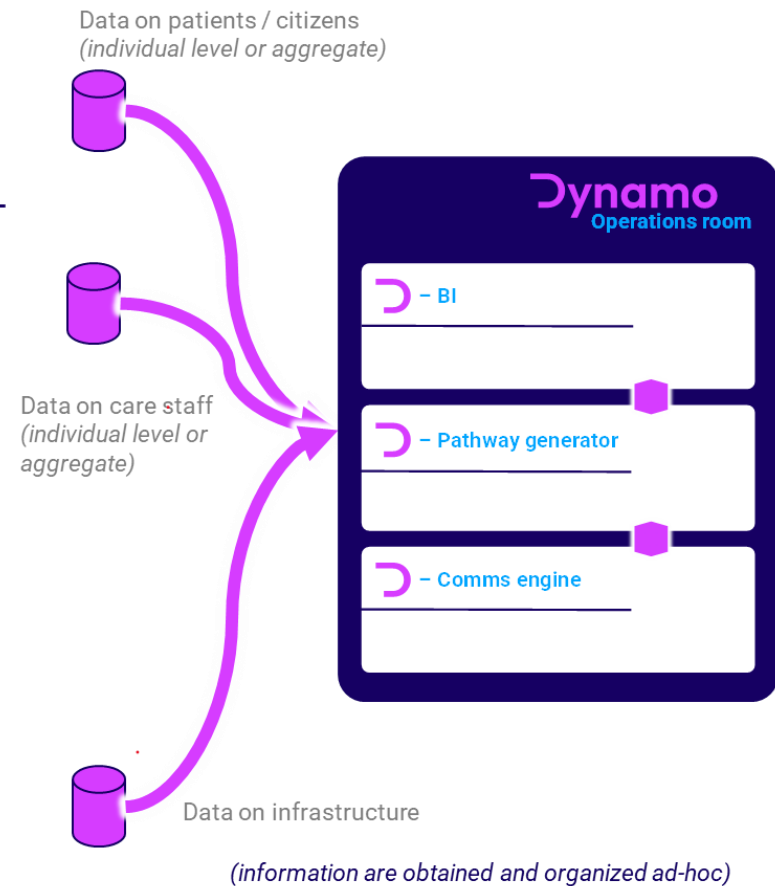 Data on patients / citizens
(individual level or aggregate)
Dynamo
Operations room
D – BI
Data on care staff
(individual level or
aggregate)
D – Pathway generator
D – Comms engine
Data on infrastructure
(information are obtained and organized ad-hoc)